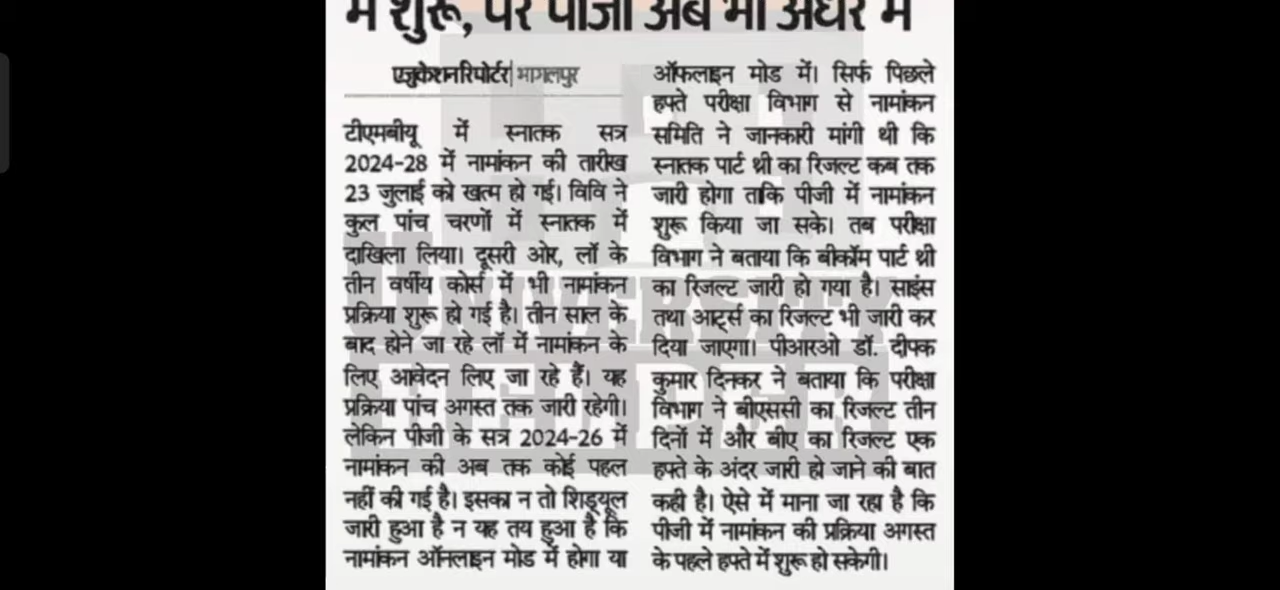 में शुरू, पर पीजी अब भी अधर में
एजुकेशन रिपोर्टर| भागलपुर
टीएमबीयू में स्नातक सत्र
2024-28 में नामांकन की तारीख
23 जुलाई को खत्म हो गई। विवि ने
कुल पांच चरणों में स्नातक में
दाखिला लिया। दूसरी ओर, लॉ के
तीन वर्षीय कोर्स में भी नामांकन
प्रक्रिया शुरू हो गई है। तीन साल के
बाद होने जा रहे लॉ में नामांकन के
लिए आवेदन लिए जा रहे हैं। यह
प्रक्रिया पांच अगस्त तक जारी रहेगी।
लेकिन पीजी के सत्र 2024-26 में
नामांकन की अब तक कोई पहल
नहीं की गई है। इसका न तो शिड्यूल
जारी हुआ है न यह तय हुआ है कि
नामांकन ऑनलाइन मोड में होगा या
ऑफलाइन मोड में। सिर्फ पिछले
हफ्ते परीक्षा विभाग से नामांकन
समिति ने जानकारी मांगी थी कि
स्नातक पार्ट थ्री का रिजल्ट कब तक
जारी होगा ताकि पीजी में नामांकन
शुरू किया जा सके। तब परीक्षा
विभाग ने बताया कि बीकॉम पार्ट थ्री
का रिजल्ट जारी हो गया है। साइंस
तथा आर्ट्स का रिजल्ट भी जारी कर
दिया जाएगा। पीआरओ डॉ. दीपक
कुमार दिनकर ने बताया कि परीक्षा
विभाग ने बीएससी का रिजल्ट तीन
दिनों में और बीए का रिजल्ट एक
हफ्ते के अंदर जारी हो जाने की बात
कही है। ऐसे में माना जा रहा है कि
पीजी में नामांकन की प्रक्रिया अगस्त
के पहले हफ्ते में शुरू हो सकेगी।
UNIVERSITY